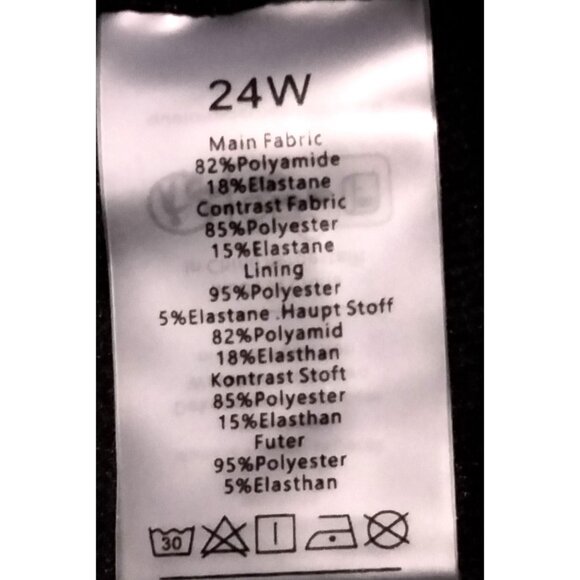 24W
Main Fabric
82%Polyamide
18%Elastane
Contrast Fabric
85%Polyester
15%Elastane
Lining
95%Polyester
5%Elastane .Haupt Stoff
82%Polyamid
18%Elasthan
Kontrast Stoft
85%Polyester
15%Elasthan
Futer
95%Polyester
5%Elasthan
30